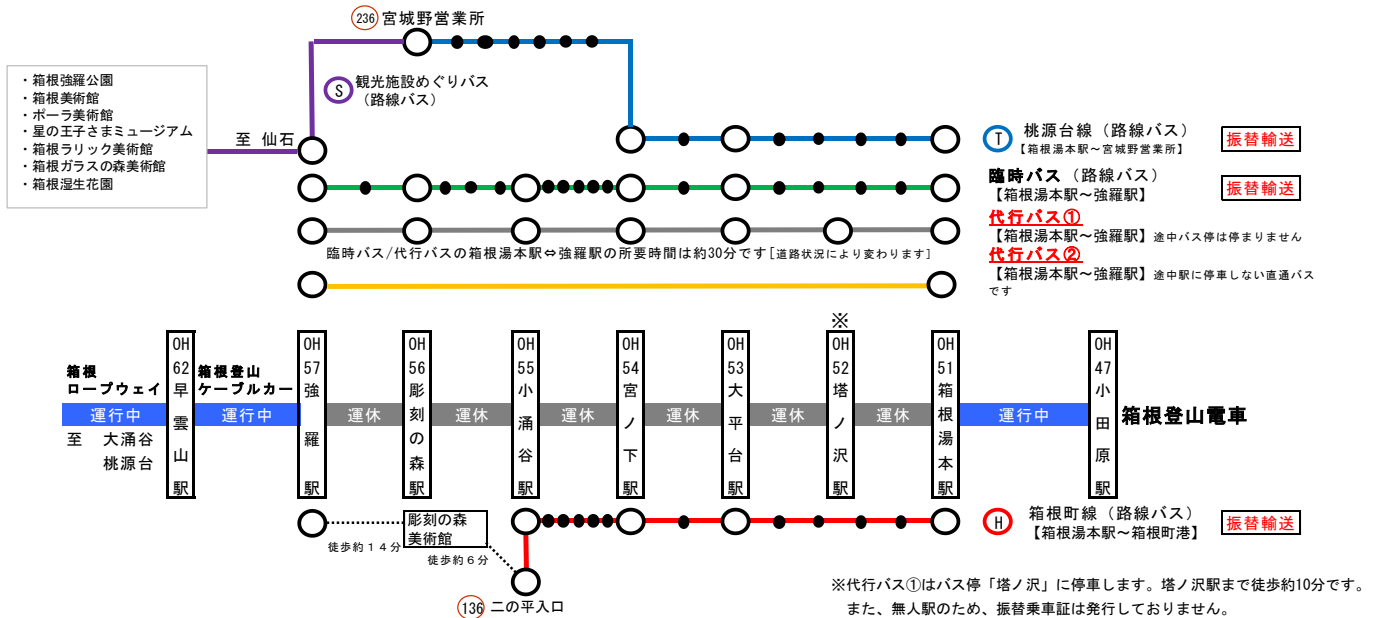 236 宮城野営業所
・箱根強羅公園
・箱根美術館
・ポーラ美術館
・星の王子さまミュージアム
・箱根ラリック美術館
・箱根ガラスの森美術館
・箱根湿生花園
S 観光施設めぐりバス
（路線バス）
至 仙石
T 桃源台線（路線バス）
【箱根湯本駅～宮城野営業所】
振替輸送
臨時バス（路線バス）
【箱根湯本駅～強羅駅】
振替輸送
代行バス①
【箱根湯本駅～強羅駅】途中バス停は停まりません
臨時バス/代行バスの箱根湯本駅⇔強羅駅の所要時間は約30分です[道路状況により変わります]
代行バス②
【箱根湯本駅～強羅駅】途中駅に停車しない直通バス
です
※
箱根
ロープウェイ
運行中
至 大涌谷
桃源台
OH
62
早雲山駅
箱根登山
ケーブルカー
運行中
OH
57
強羅駅
運休
OH
56
彫刻の森駅
運休
OH
55
小涌谷駅
運休
OH
54
宮ノ下駅
運休
OH
53
大平台駅
運休
OH
52
塔ノ沢駅
運休
OH
51
箱根湯本駅
運行中
OH
47
小田原駅
箱根登山電車
彫刻の森
美術館
徒歩約１４分
徒歩約６分
136 二の平入口
H 箱根町線（路線バス）
【箱根湯本駅～箱根町港】
振替輸送
※代行バス①はバス停「塔ノ沢」に停車します。塔ノ沢駅まで徒歩約10分です。
また、無人駅のため、振替乗車証は発行しておりません。